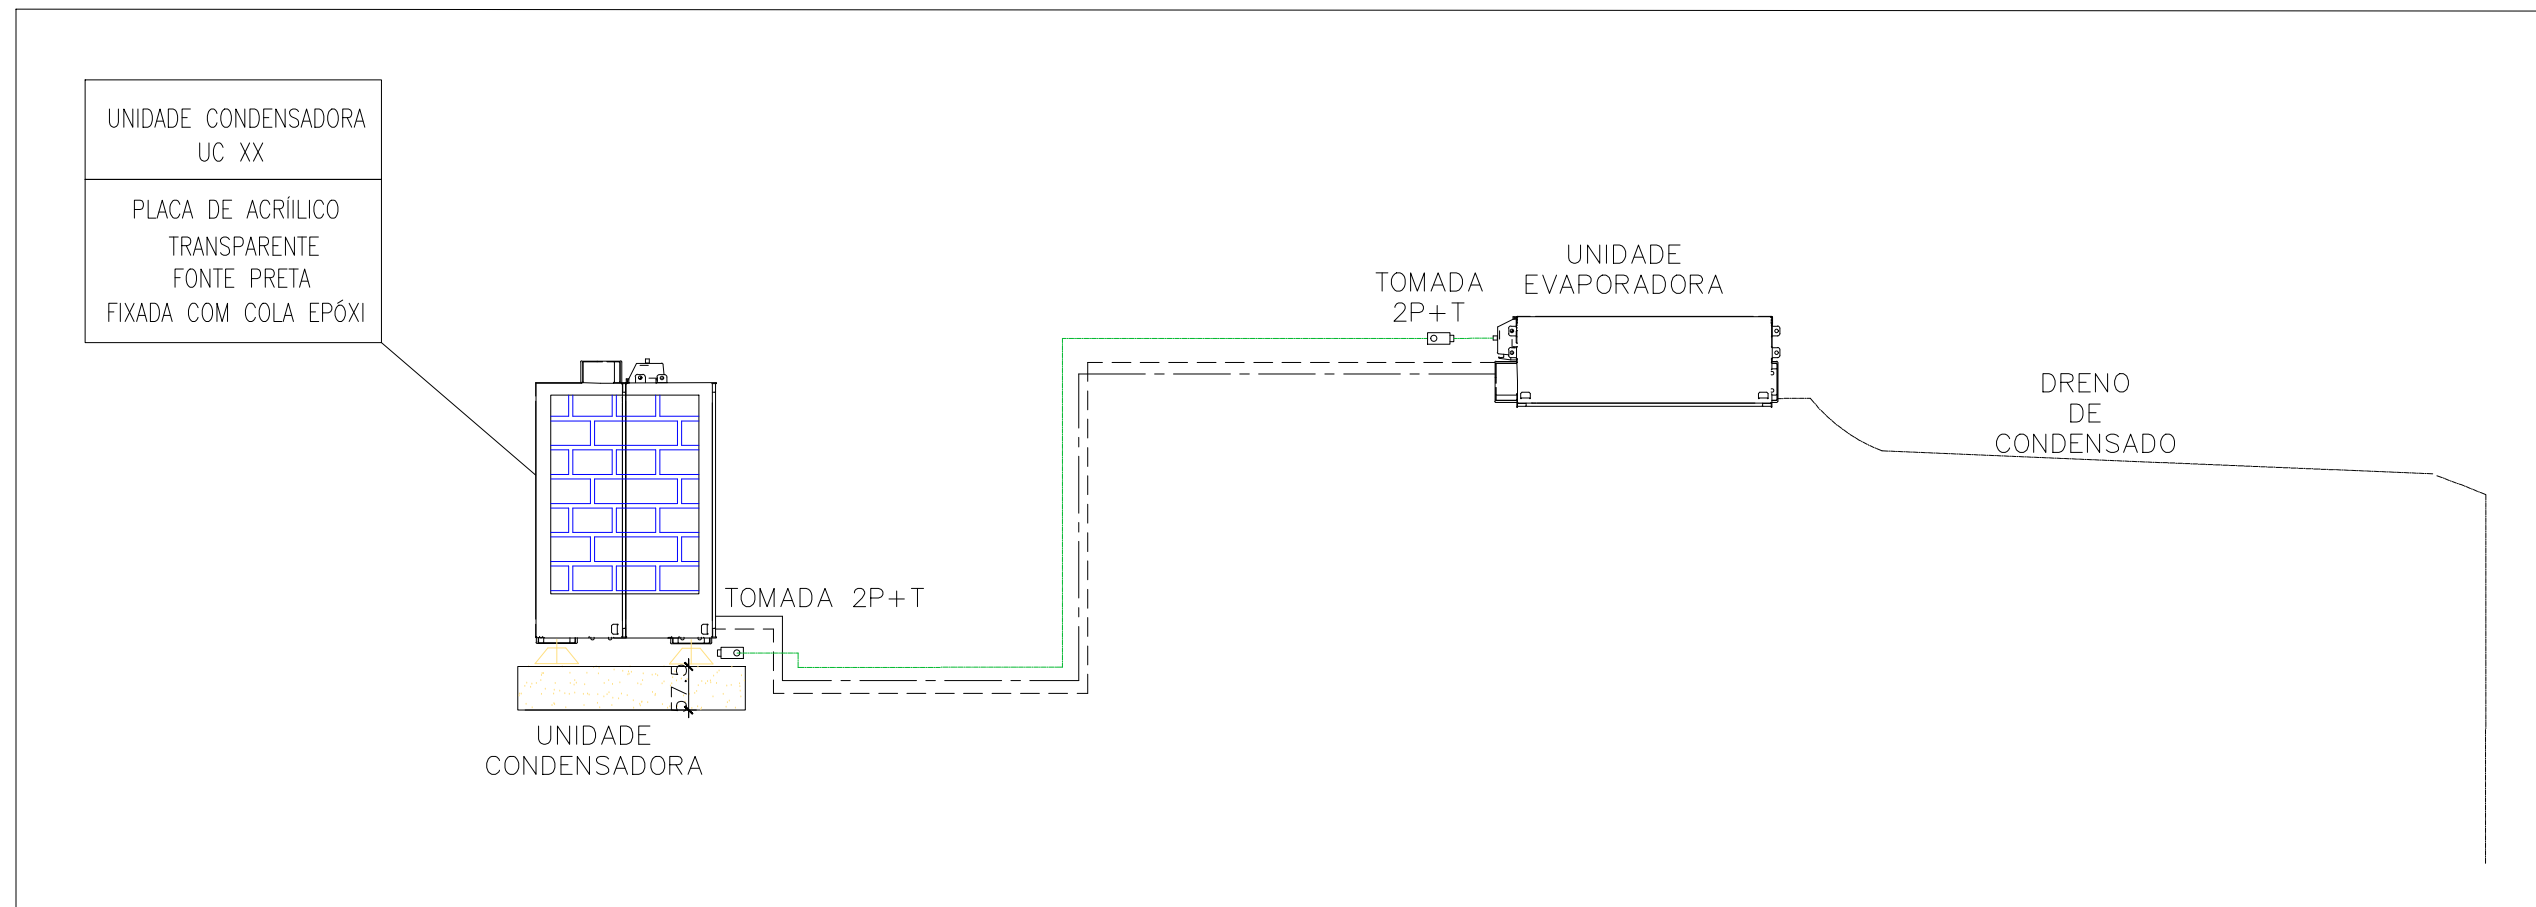 UNIDADE CONDENSADORA
UC XX
PLACA DE ACRÍILICO
TRANSPARENTE
FONTE PRETA
FIXADA COM COLA EPÓXI
UNIDADE
EVAPORADORA
TOMADA
2P+T
DRENO
DE
CONDENSADO
TOMADA 2P+T
57.5
UNIDADE
CONDENSADORA